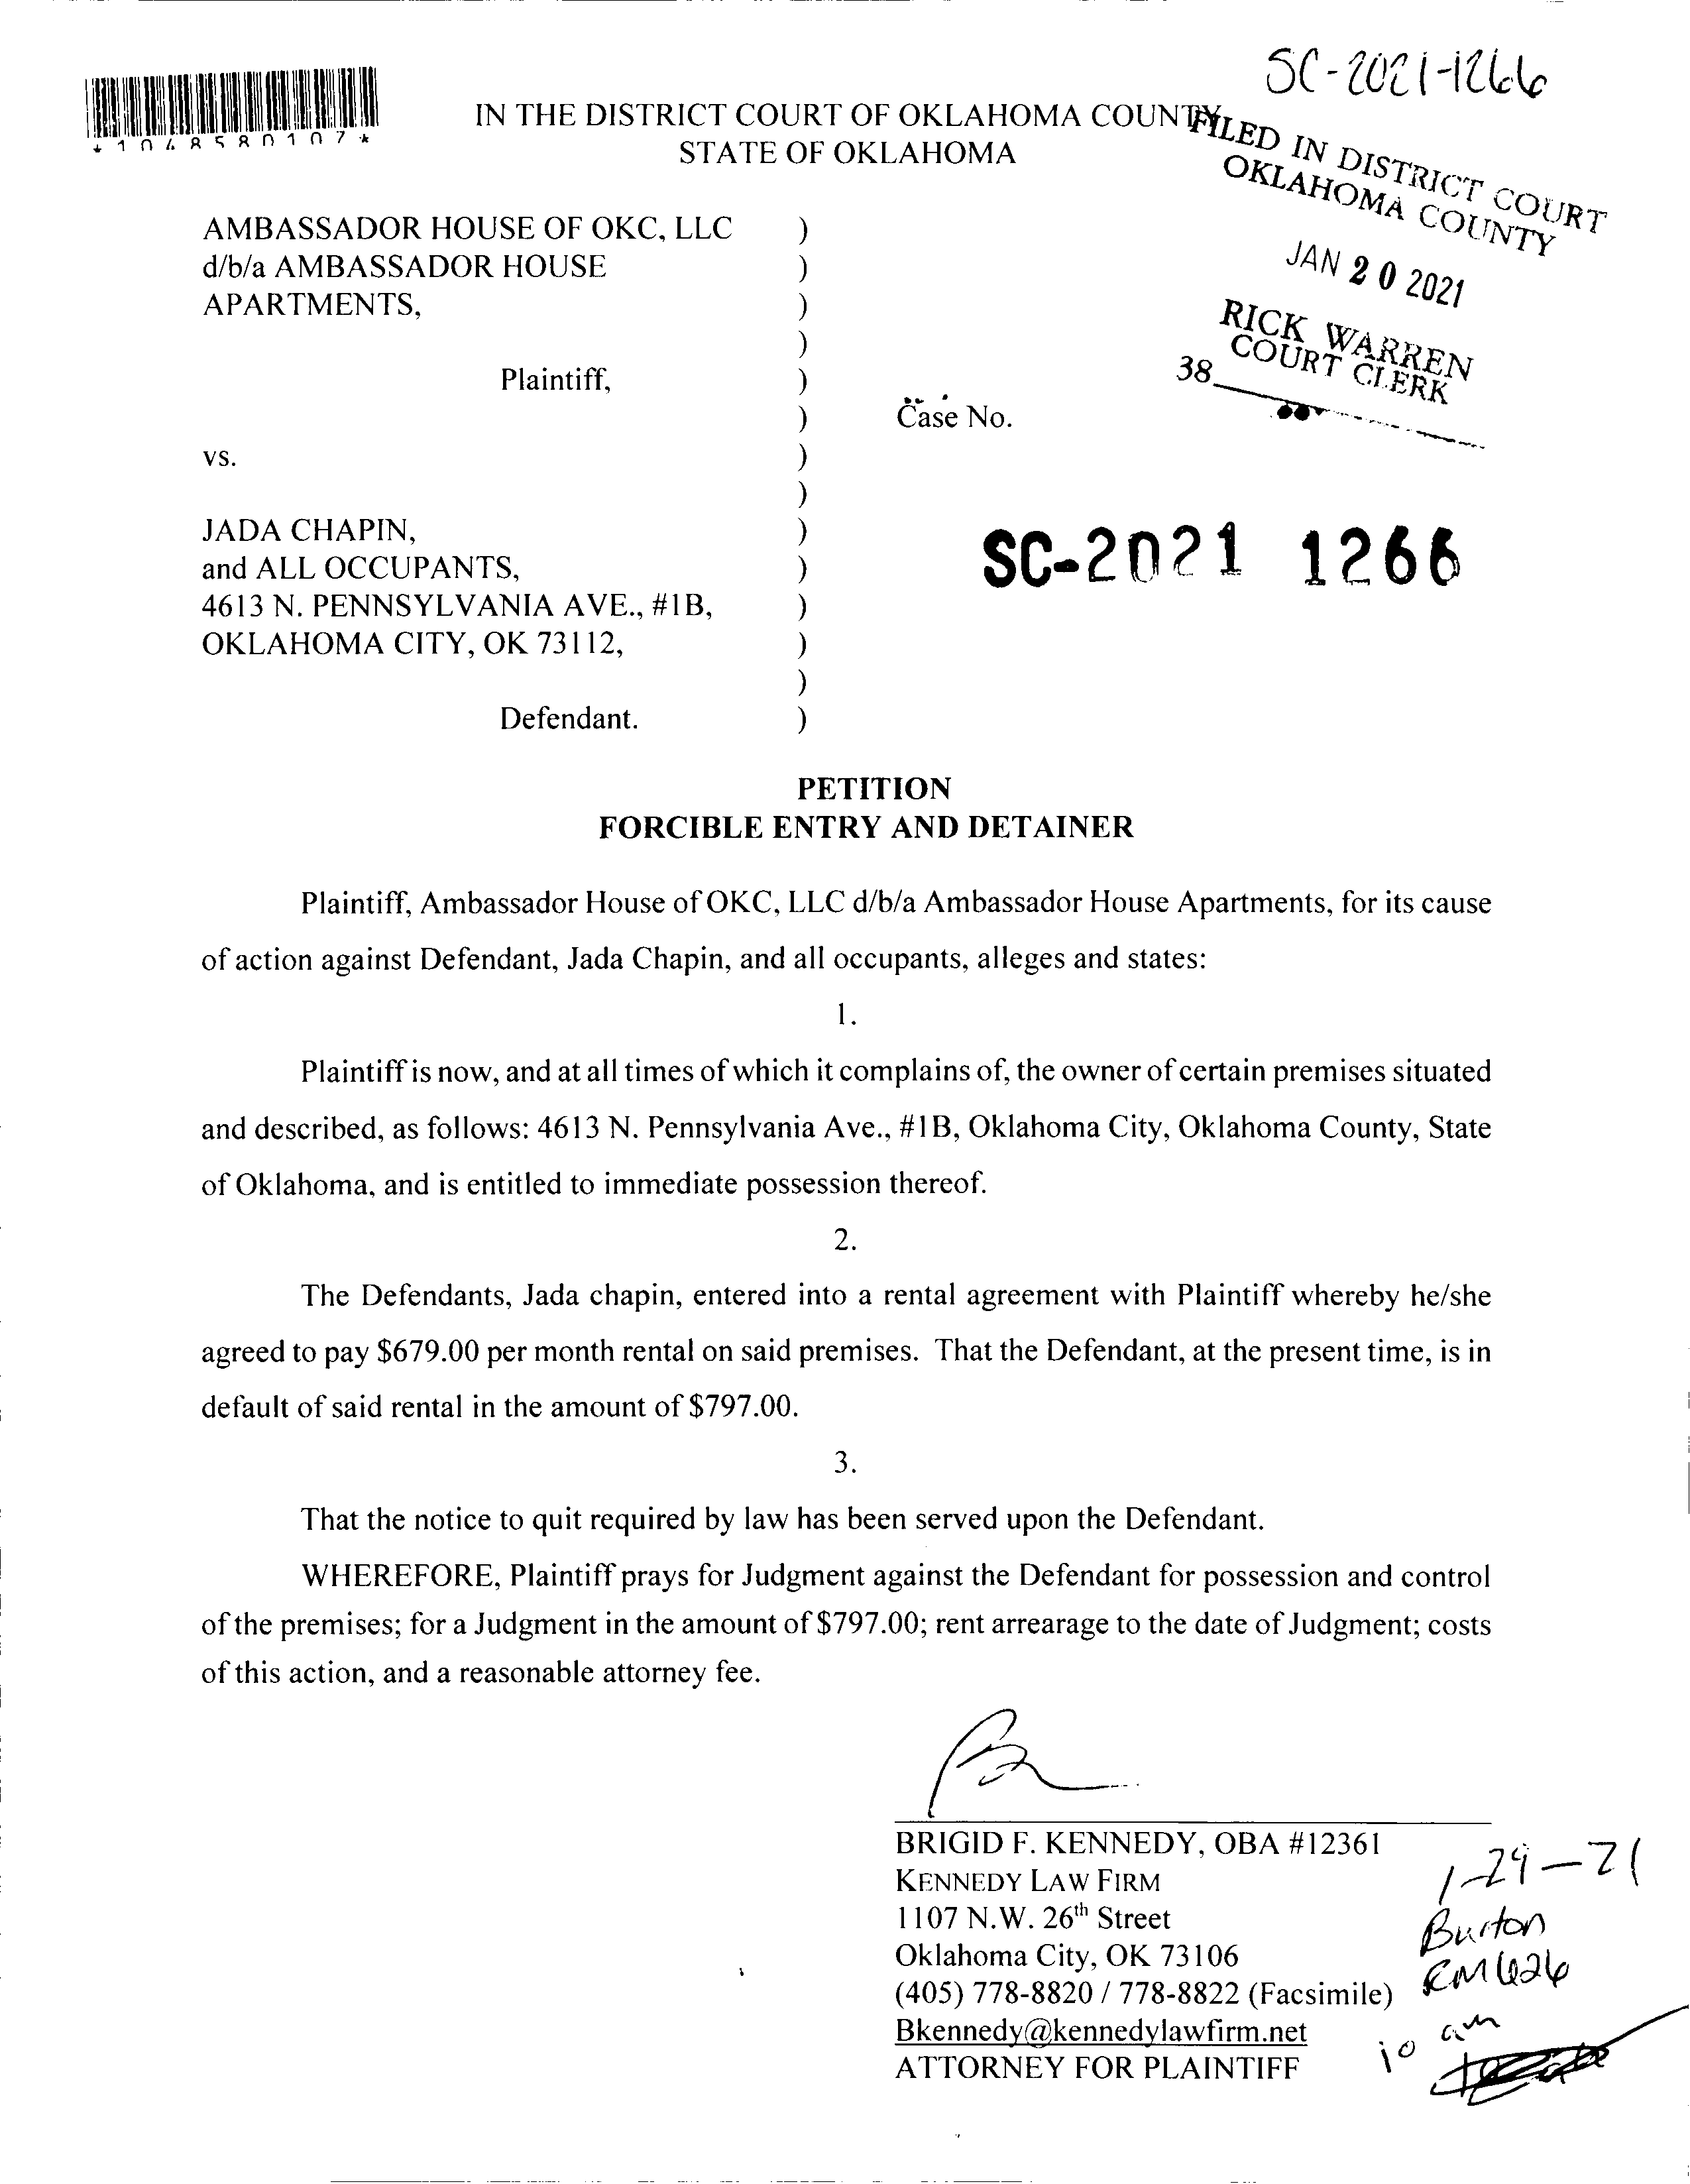 SC-2021-1266
*1048580107*
IN THE DISTRICT COURT OF OKLAHOMA COUNTY
STATE OF OKLAHOMA
FILED IN DISTRICT COURT
OKLAHOMA COUNTY
JAN 20 2021
RICK WARREN
COURT CLERK
38
AMBASSADOR HOUSE OF OKC, LLC )
d/b/a AMBASSADOR HOUSE )
APARTMENTS, )
)
Plaintiff, )
) Case No.
vs. )
)
JADA CHAPIN, )
SC-2021 1266
and ALL OCCUPANTS, )
4613 N. PENNSYLVANIA AVE., #1B, )
OKLAHOMA CITY, OK 73112, )
)
Defendant. )
PETITION
FORCIBLE ENTRY AND DETAINER
Plaintiff, Ambassador House of OKC, LLC d/b/a Ambassador House Apartments, for its cause
of action against Defendant, Jada Chapin, and all occupants, alleges and states:
1.
Plaintiff is now, and at all times of which it complains of, the owner of certain premises situated
and described, as follows: 4613 N. Pennsylvania Ave., #1B, Oklahoma City, Oklahoma County, State
of Oklahoma, and is entitled to immediate possession thereof.
2.
The Defendants, Jada chapin, entered into a rental agreement with Plaintiff whereby he/she
agreed to pay $679.00 per month rental on said premises. That the Defendant, at the present time, is in
default of said rental in the amount of $797.00.
3.
That the notice to quit required by law has been served upon the Defendant.
WHEREFORE, Plaintiff prays for Judgment against the Defendant for possession and control
of the premises; for a Judgment in the amount of $797.00; rent arrearage to the date of Judgment; costs
of this action, and a reasonable attorney fee.
BRIGID F. KENNEDY, OBA #12361
KENNEDY LAW FIRM
1107 N.W. 26th Street
Oklahoma City, OK 73106
(405) 778-8820 / 778-8822 (Facsimile)
Bkennedy@kennedylawfirm.net
ATTORNEY FOR PLAINTIFF
1-29-21
Burton
RM 626
10 am